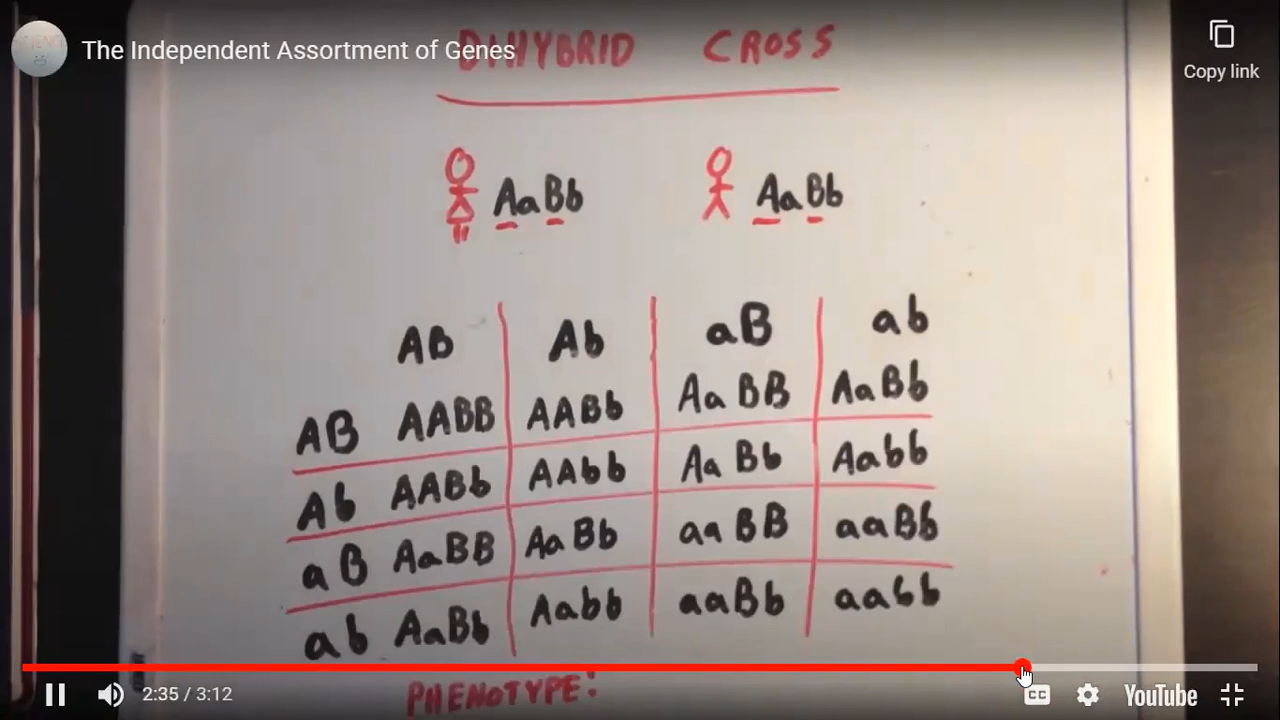 The Independent Assortment of Genes
Copy link
DIHYBRID CROSS
AaBb AaBb
AB Ab aB ab
AB AABB AABb AaBB AaBb
Ab AABb AAbb AaBb Aabb
aB AaBB AaBb aaBB aaBb
ab AaBb Aabb aaBb aabb
PHENOTYPE:
2:35 / 3:12
CC
YouTube